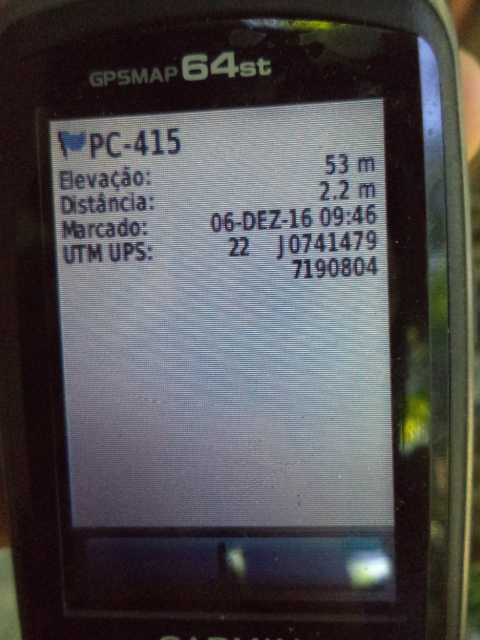 GPSMAP 64st
PC-415
Elevação: 53 m
Distância: 2.2 m
Marcado: 06-DEZ-16 09:46
UTM UPS: 22 J0741479
7190804